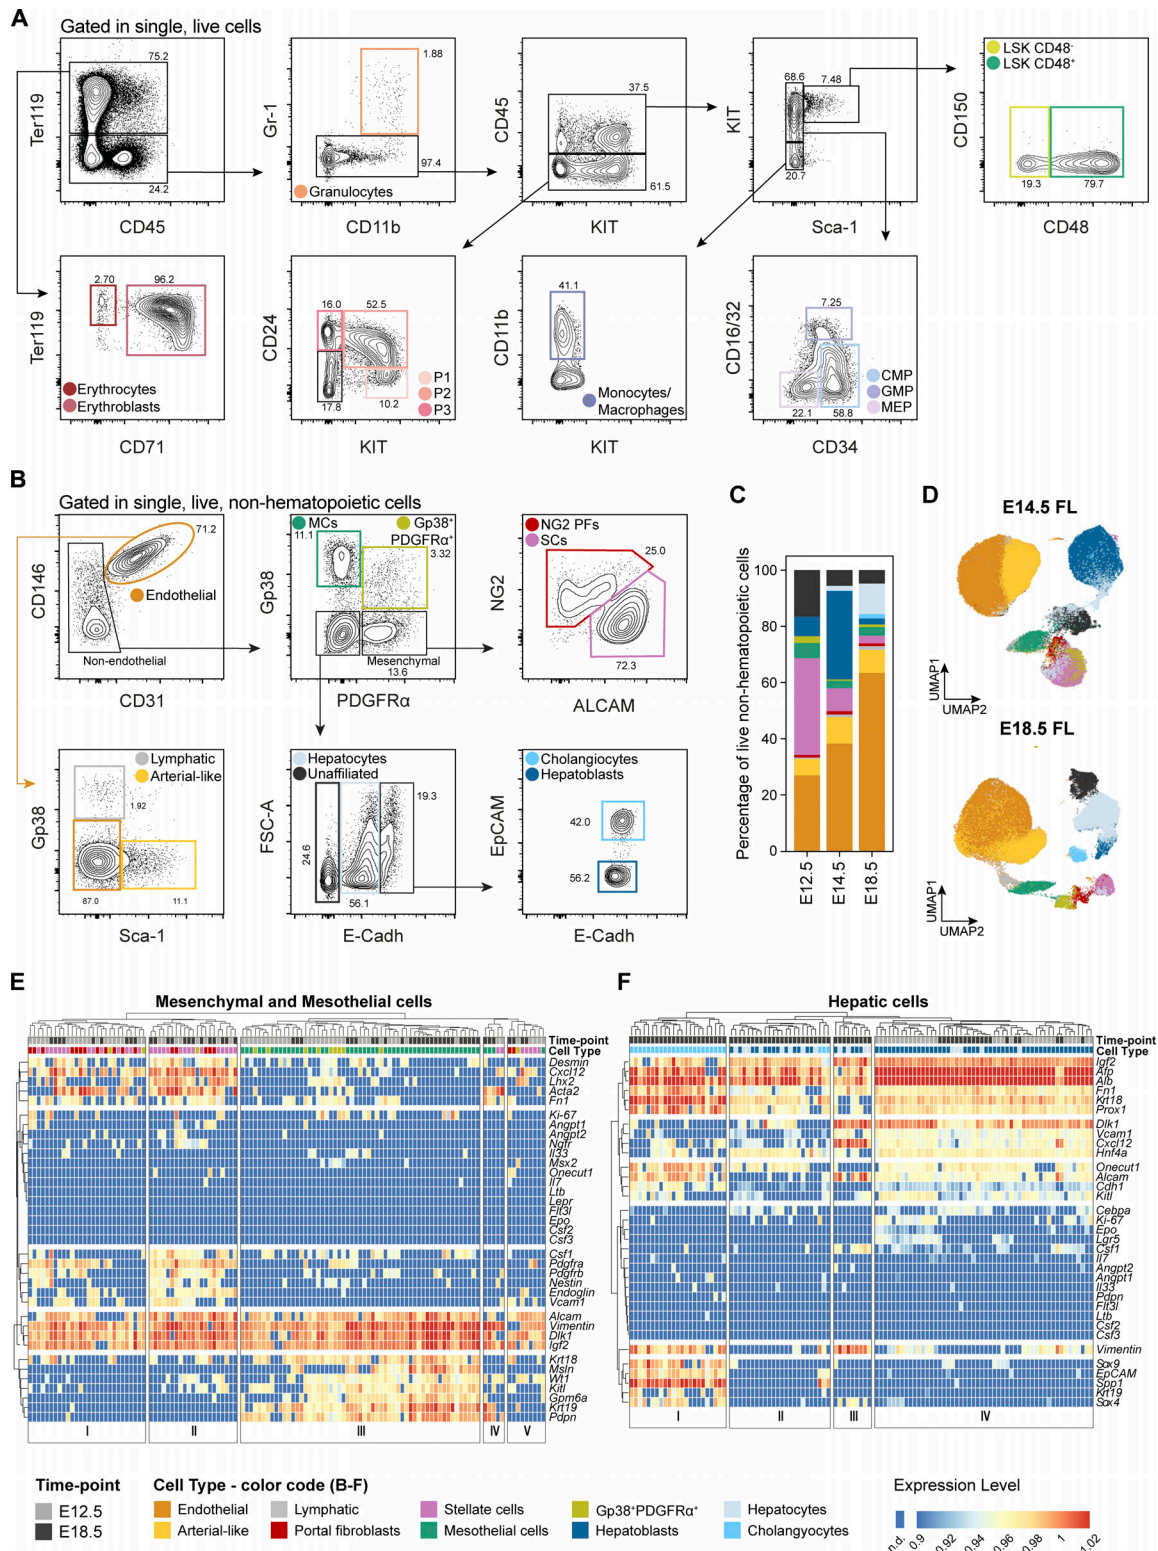 A
Gated in single, live cells
75.2
24.2
Ter119
CD45
1.88
97.4
Granulocytes
Gr-1
CD11b
37.5
61.5
CD45
KIT
68.6
7.48
20.7
KIT
Sca-1
LSK CD48⁻
LSK CD48⁺
19.3
79.7
CD150
CD48
2.70
96.2
Erythrocytes
Erythroblasts
Ter119
CD71
16.0
52.5
17.8
10.2
P1
P2
P3
CD24
KIT
41.1
Monocytes/
Macrophages
CD11b
KIT
7.25
22.1
58.8
CMP
GMP
MEP
CD16/32
CD34
B
Gated in single, live, non-hematopoietic cells
71.2
Endothelial
Non-endothelial
CD146
CD31
MCs
Gp38⁺
PDGFRα⁺
11.1
3.32
Mesenchymal
13.6
Gp38
PDGFRα
NG2 PFs
SCs
25.0
72.3
NG2
ALCAM
Lymphatic
Arterial-like
1.92
87.0
11.1
Gp38
Sca-1
Hepatocytes
Unaffiliated
24.6
19.3
56.1
FSC-A
E-Cadh
Cholangiocytes
Hepatoblasts
42.0
56.2
EpCAM
E-Cadh
C
Percentage of live non-hematopoietic cells
100
80
60
40
20
0
E12.5
E14.5
E18.5
D
E14.5 FL
UMAP1
UMAP2
E18.5 FL
UMAP1
UMAP2
E
Mesenchymal and Mesothelial cells
Time-point
Cell Type
Desmin
Cxcl12
Lhx2
Acta2
Fn1
Ki-67
Angpt1
Angpt2
Ngfr
Il33
Msx2
Onecut1
Il7
Ltb
Lepr
Flt3l
Epo
Csf2
Csf3
Csf1
Pdgfra
Pdgfrb
Nestin
Endoglin
Vcam1
Alcam
Vimentin
Dlk1
Igf2
Krt18
Msln
Wt1
Kitl
Gpm6a
Krt19
Pdpn
I
II
III
IV
V
F
Hepatic cells
Time-point
Cell Type
Igf2
Afp
Alb
Fn1
Krt18
Prox1
Dlk1
Vcam1
Cxcl12
Hnf4a
Onecut1
Alcam
Cdh1
Kitl
Cebpa
Ki-67
Epo
Lgr5
Csf1
Il7
Angpt2
Angpt1
Il33
Pdpn
Flt3l
Ltb
Csf2
Csf3
Vimentin
Sox9
EpCAM
Spp1
Krt19
Sox4
I
II
III
IV
Time-point
E12.5
E18.5
Cell Type - color code (B-F)
Endothelial
Lymphatic
Stellate cells
Gp38⁺PDGFRα⁺
Hepatocytes
Arterial-like
Portal fibroblasts
Mesothelial cells
Hepatoblasts
Cholangyocytes
Expression Level
n.d.
0.9
0.92
0.94
0.96
0.98
1
1.02